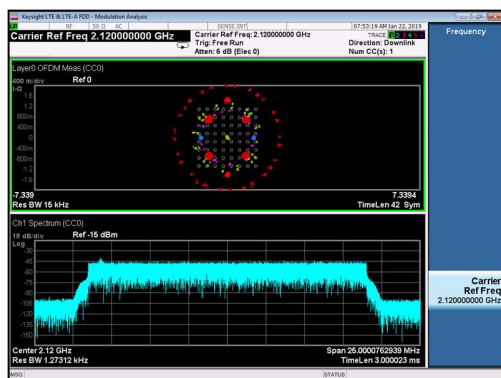 Keysight LTE & LTE-A FDD - Modulation Analysis
RF 50 Ω AC SENSE:INT 07:53:19 AM Jan 22, 2019
Carrier Ref Freq 2.120000000 GHz
Carrier Ref Freq: 2.120000000 GHz
Trig: Free Run
Atten: 6 dB (Elec 0)
TRACE 1 2 3 4
Direction: Downlink
Num CC(s): 1
Frequency
Layer0 OFDM Meas (CC0)
400 m/div Ref 0
I-Q
1.6
1.2
800m
400m
-400m
-800m
-1.2
-1.6
-7.339 7.3394
Res BW 15 kHz TimeLen 42 Sym
Ch1 Spectrum (CC0)
15 dB/div Ref -15 dBm
Log
-30
-45
-60
-75
-90
-105
-120
-135
-150
Center 2.12 GHz Span 25.0000762939 MHz
Res BW 1.27312 kHz TimeLen 3.000023 ms
Carrier
Ref Freq
2.120000000 GHz
MSG STATUS